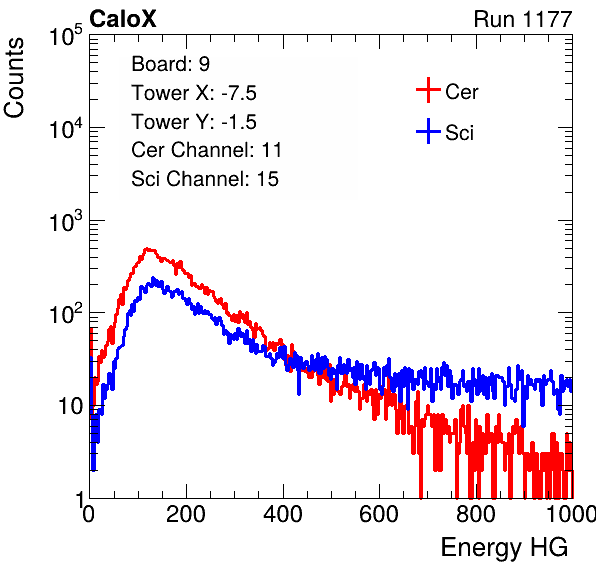 CaloX Run 1177
Counts
10^5
10^4
10^3
10^2
10
1
Board: 9
Tower X: -7.5
Tower Y: -1.5
Cer Channel: 11
Sci Channel: 15
Cer
Sci
0 200 400 600 800 1000
Energy HG